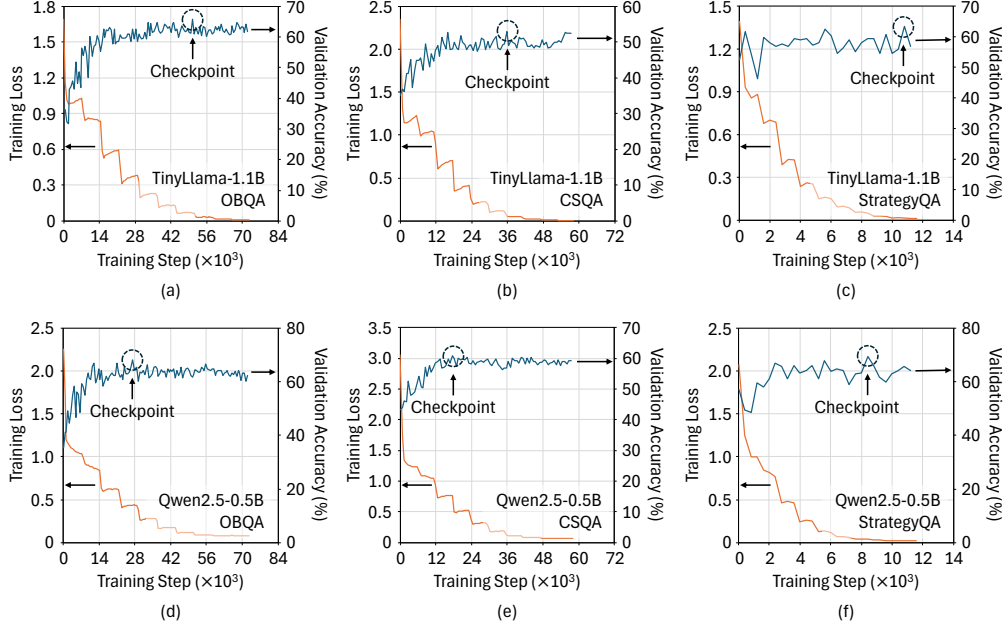 Training Loss
1.8
1.5
1.2
0.9
0.6
0.3
0
0 14 28 42 56 70 84
70
60
50
40
30
20
10
0
Validation Accuracy (%)
Checkpoint
TinyLlama-1.1B
OBQA
Training Step (×10³)
(a)
Training Loss
2.5
2.0
1.5
1.0
0.5
0
0 12 24 36 48 60 72
60
50
40
30
20
10
0
Validation Accuracy (%)
Checkpoint
TinyLlama-1.1B
CSQA
Training Step (×10³)
(b)
Training Loss
1.5
1.2
0.9
0.6
0.3
0
0 2 4 6 8 10 12 14
70
60
50
40
30
20
10
0
Validation Accuracy (%)
Checkpoint
TinyLlama-1.1B
StrategyQA
Training Step (×10³)
(c)
Training Loss
2.5
2.0
1.5
1.0
0.5
0
0 14 28 42 56 70 84
80
60
40
20
0
Validation Accuracy (%)
Checkpoint
Qwen2.5-0.5B
OBQA
Training Step (×10³)
(d)
Training Loss
3.5
3.0
2.5
2.0
1.5
1.0
0.5
0
0 12 24 36 48 60 72
70
60
50
40
30
20
10
0
Validation Accuracy (%)
Checkpoint
Qwen2.5-0.5B
CSQA
Training Step (×10³)
(e)
Training Loss
2.5
2.0
1.5
1.0
0.5
0
0 2 4 6 8 10 12 14
80
60
40
20
0
Validation Accuracy (%)
Checkpoint
Qwen2.5-0.5B
StrategyQA
Training Step (×10³)
(f)